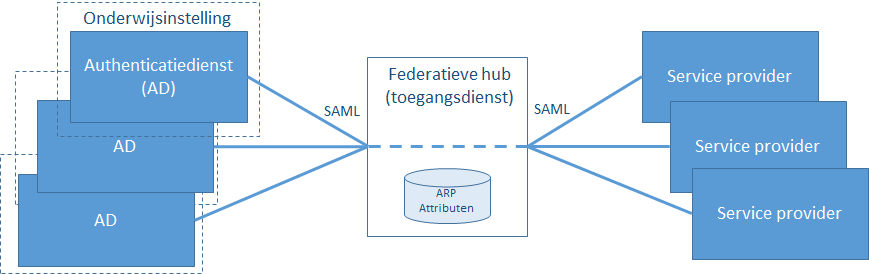 Onderwijsinstelling
Authenticatiedienst
(AD)
AD
AD
SAML
Federatieve hub
(toegangsdienst)
ARP
Attributen
SAML
Service provider
Service provider
Service provider